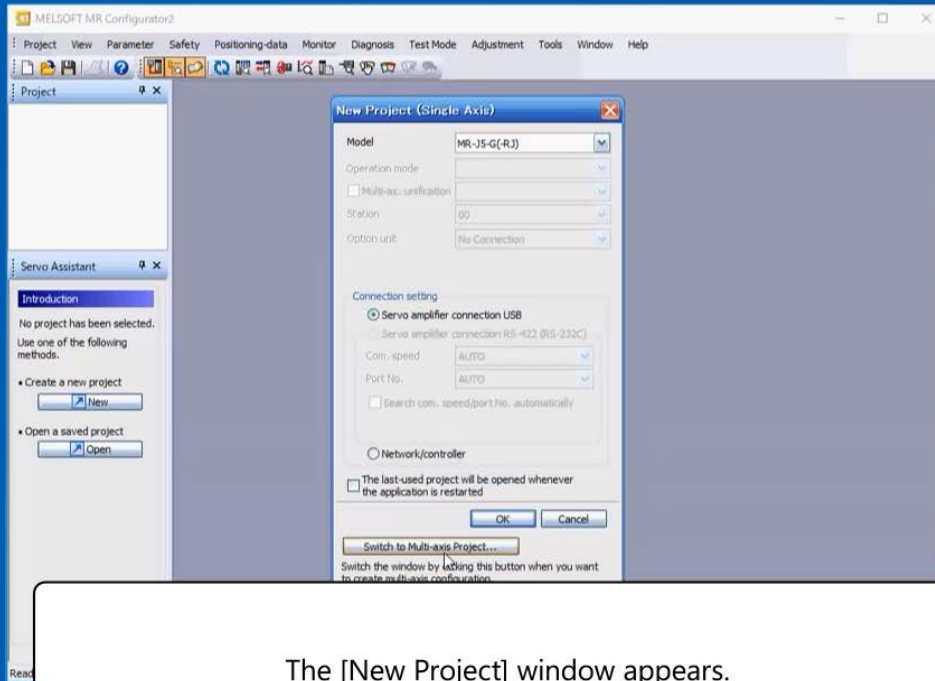 MELSOFT MR Configurator2
Project View Parameter Safety Positioning-data Monitor Diagnosis Test Mode Adjustment Tools Window Help
Project
New Project (Single Axis)
Model MR-J5-G(-RJ)
Operation mode
Multi-ax. unification
Station 00
Option unit No Connection
Servo Assistant
Introduction
No project has been selected.
Use one of the following
methods.
• Create a new project
New
• Open a saved project
Open
Connection setting
Servo amplifier connection USB
Servo amplifier connection RS-422 (RS-232C)
Com. speed AUTO
Port No. AUTO
Search com. speed/port No. automatically
Network/controller
The last-used project will be opened whenever
the application is restarted
OK Cancel
Switch to Multi-axis Project...
Switch the window by this button when you want
to create multi-axis configuration.
Read
The [New Project] window appears.